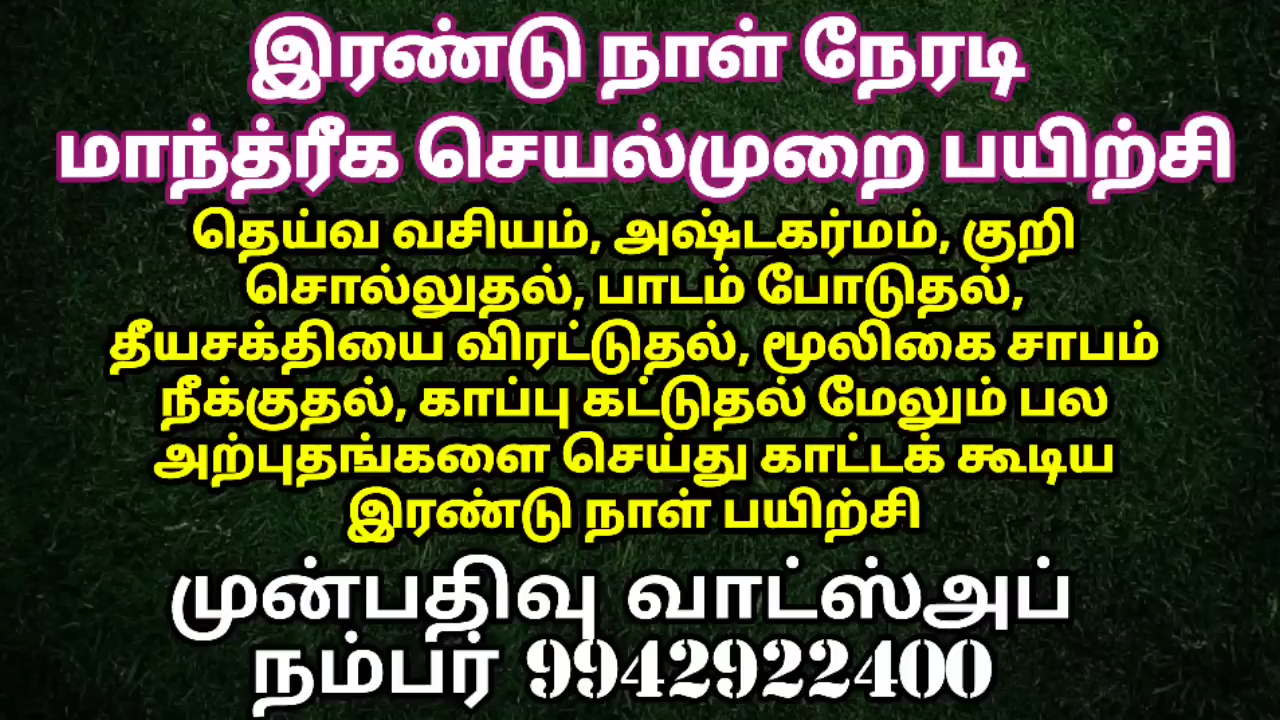 இரண்டு நாள் நேரடி
மாந்த்ரீக செயல்முறை பயிற்சி
தெய்வ வசியம், அஷ்டகர்மம், குறி
சொல்லுதல், பாடம் போடுதல்,
தீயசக்தியை விரட்டுதல், மூலிகை சாபம்
நீக்குதல், காப்பு கட்டுதல் மேலும் பல
அற்புதங்களை செய்து காட்டக் கூடிய
இரண்டு நாள் பயிற்சி
முன்பதிவு வாட்ஸ்அப்
நம்பர் 9942922400